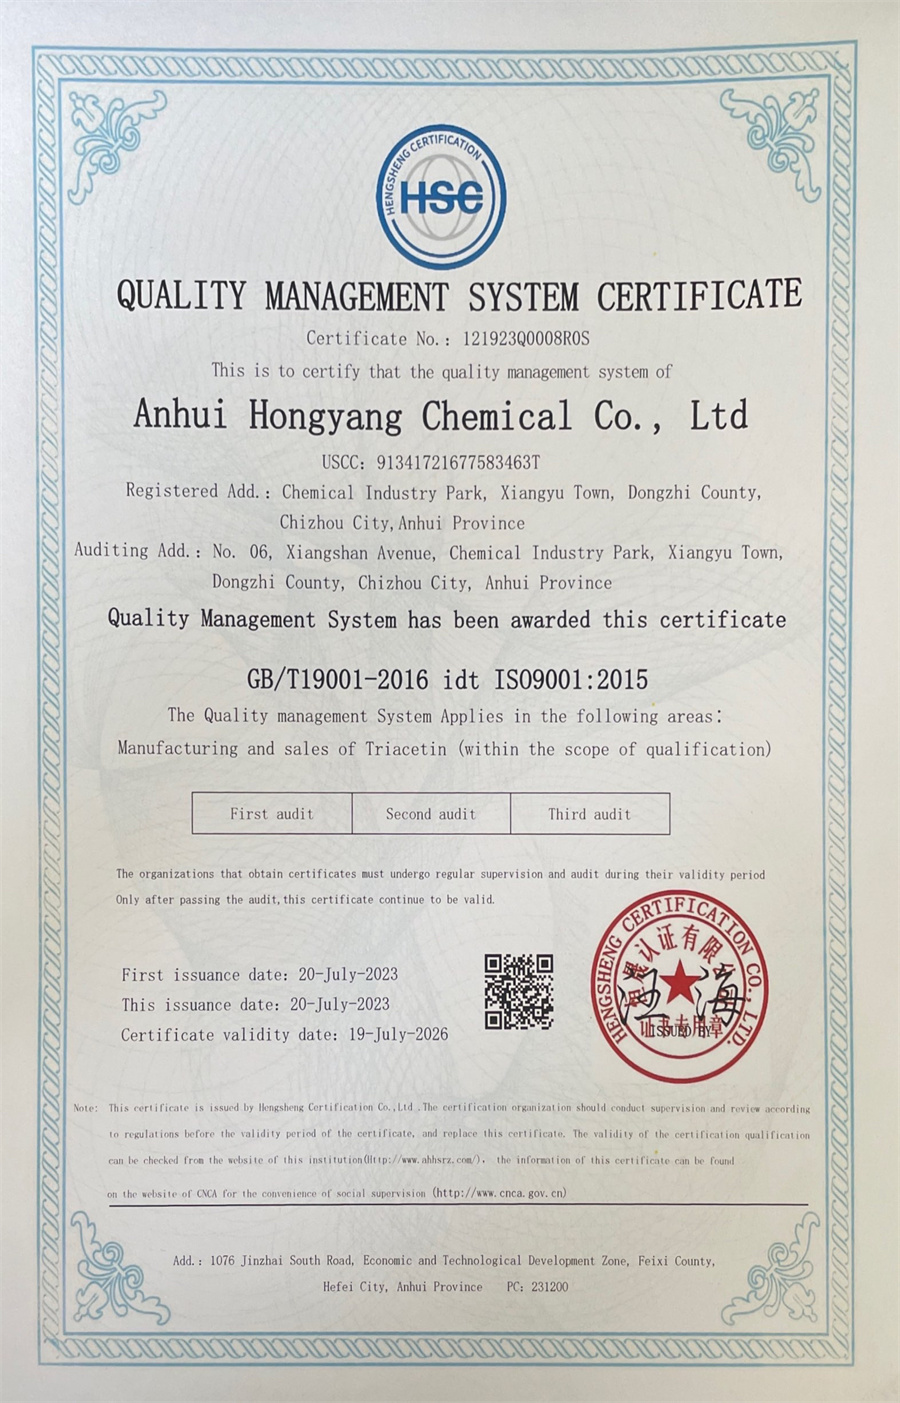 HENGSHENG CERTIFICATION
HSC
QUALITY MANAGEMENT SYSTEM CERTIFICATE
Certificate No.: 121923Q0008R0S
This is to certify that the quality management system of
Anhui Hongyang Chemical Co., Ltd
USCC: 91341721677583463T
Registered Add.: Chemical Industry Park, Xiangyu Town, Dongzhi County,
Chizhou City, Anhui Province
Auditing Add.: No. 06, Xiangshan Avenue, Chemical Industry Park, Xiangyu Town,
Dongzhi County, Chizhou City, Anhui Province
Quality Management System has been awarded this certificate
GB/T19001-2016 idt ISO9001:2015
The Quality management System Applies in the following areas:
Manufacturing and sales of Triacetin (within the scope of qualification)
First audit Second audit Third audit
The organizations that obtain certificates must undergo regular supervision and audit during their validity period
Only after passing the audit, this certificate continue to be valid.
First issuance date: 20-July-2023
This issuance date: 20-July-2023
Certificate validity date: 19-July-2026
HENGSHENG CERTIFICATION CO., LTD.
认证有限
ISSUED BY
Note: This certificate is issued by Hengsheng Certification Co.,Ltd .The certification organization should conduct supervision and review according
to regulations before the validity period of the certificate, and replace this certificate. The validity of the certification qualification
can be checked from the website of this institution(Http://www.ahhsrz.com/), the information of this certificate can be found
on the website of CNCA for the convenience of social supervision (http://www.cnca.gov.cn)
Add.: 1076 Jinzhai South Road, Economic and Technological Development Zone, Feixi County,
Hefei City, Anhui Province PC: 231200